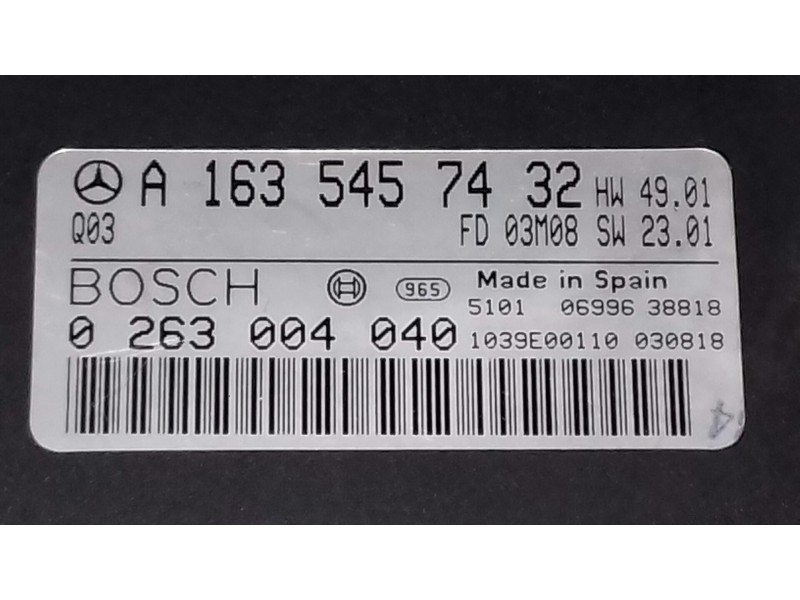 A 163 545 74 32 HW 49.01
Q03 FD 03M08 SW 23.01
BOSCH 965 Made in Spain
5101 06996 38818
0 263 004 040 1039E00110 030818
4